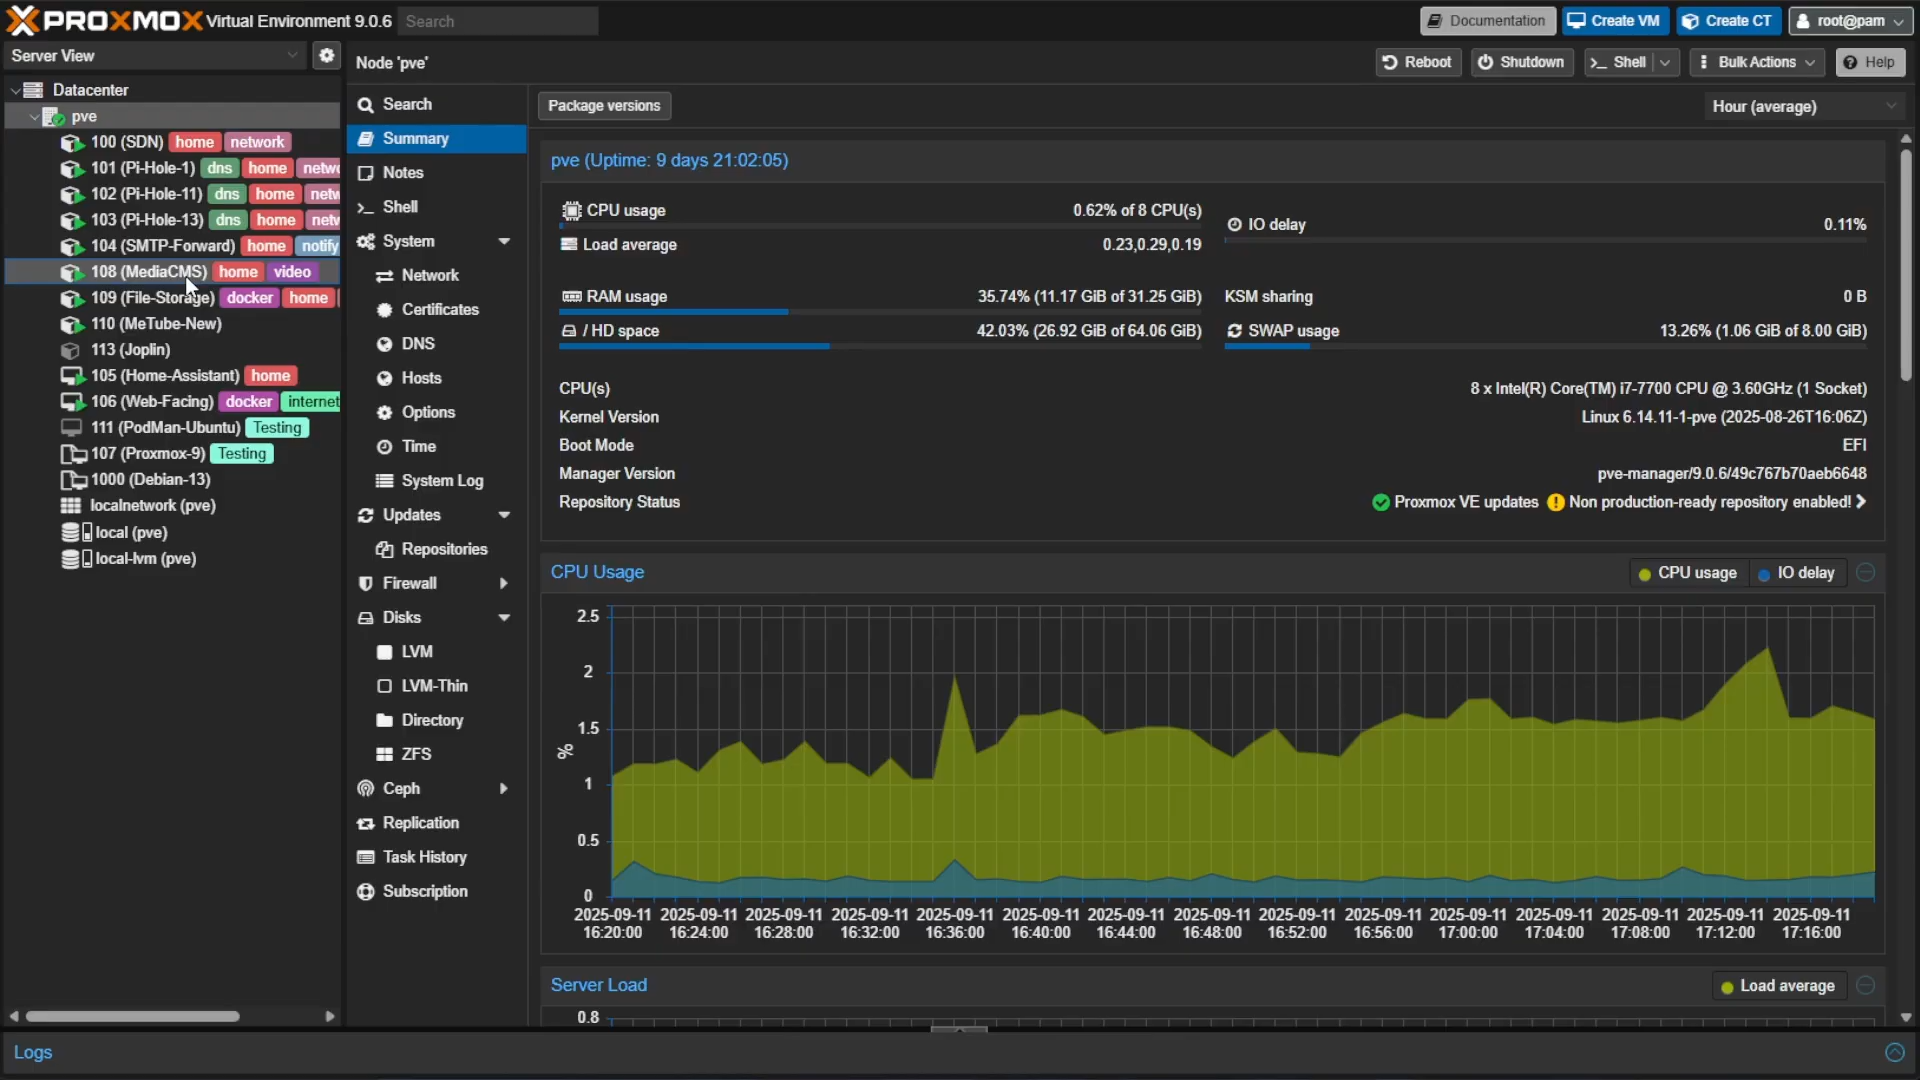 PROXMOX Virtual Environment 9.0.6 Search
Documentation Create VM Create CT root@pam
Server View
Node 'pve'
Reboot Shutdown Shell Bulk Actions Help
Datacenter
pve
100 (SDN) home network
101 (Pi-Hole-1) dns home netw
102 (Pi-Hole-11) dns home netw
103 (Pi-Hole-13) dns home netw
104 (SMTP-Forward) home notify
108 (MediaCMS) home video
109 (File-Storage) docker home
110 (MeTube-New)
113 (Joplin)
105 (Home-Assistant) home
106 (Web-Facing) docker internet
111 (PodMan-Ubuntu) Testing
107 (Proxmox-9) Testing
1000 (Debian-13)
localnetwork (pve)
local (pve)
local-lvm (pve)
Search
Summary
Notes
Shell
System
Network
Certificates
DNS
Hosts
Options
Time
System Log
Updates
Repositories
Firewall
Disks
LVM
LVM-Thin
Directory
ZFS
Ceph
Replication
Task History
Subscription
Package versions
Hour (average)
pve (Uptime: 9 days 21:02:05)
CPU usage 0.62% of 8 CPU(s)
Load average 0.23,0.29,0.19
IO delay 0.11%
RAM usage 35.74% (11.17 GiB of 31.25 GiB)
KSM sharing 0 B
/ HD space 42.03% (26.92 GiB of 64.06 GiB)
SWAP usage 13.26% (1.06 GiB of 8.00 GiB)
CPU(s) 8 x Intel(R) Core(TM) i7-7700 CPU @ 3.60GHz (1 Socket)
Kernel Version Linux 6.14.11-1-pve (2025-08-26T16:06Z)
Boot Mode EFI
Manager Version pve-manager/9.0.6/49c767b70aeb6648
Repository Status Proxmox VE updates Non production-ready repository enabled!
CPU Usage
CPU usage IO delay
2.5
2
1.5
1
0.5
0
%
2025-09-11 2025-09-11 2025-09-11 2025-09-11 2025-09-11 2025-09-11 2025-09-11 2025-09-11 2025-09-11 2025-09-11 2025-09-11 2025-09-11 2025-09-11 2025-09-11 2025-09-11
16:20:00 16:24:00 16:28:00 16:32:00 16:36:00 16:40:00 16:44:00 16:48:00 16:52:00 16:56:00 17:00:00 17:04:00 17:08:00 17:12:00 17:16:00
Server Load
Load average
0.8
Logs